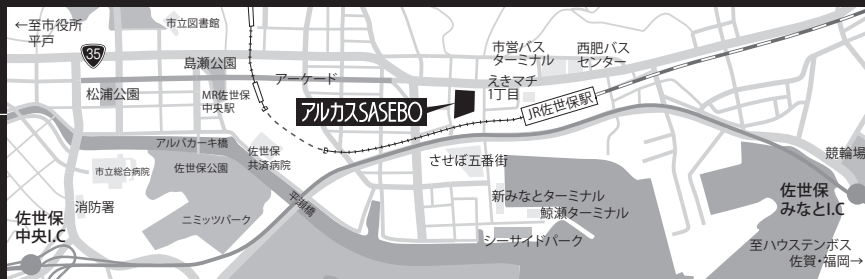 ←至市役所
平戸
市立図書館
35
島瀬公園
松浦公園
MR佐世保
中央駅
アーケード
アルカスSASEBO
市営バス
ターミナル
西肥バス
センター
えきマチ
1丁目
JR佐世保駅
アルバカーキ橋
市立総合病院
佐世保公園
佐世保
共済病院
させぼ五番街
競輪場
消防署
ニミッツパーク
平瀬橋
新みなとターミナル
鯨瀬ターミナル
シーサイドパーク
佐世保
中央I.C
佐世保
みなとI.C
至ハウステンボス
佐賀・福岡→